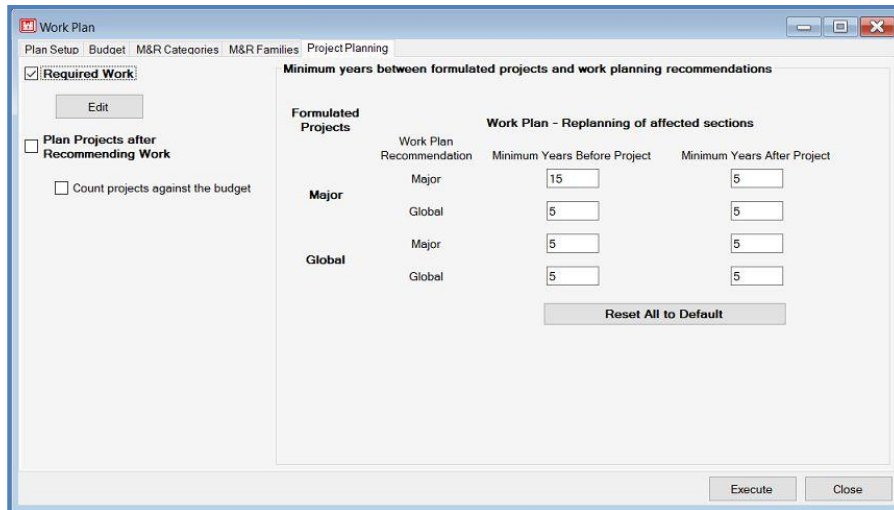 Work Plan
Plan Setup Budget M&R Categories M&R Families Project Planning
Required Work
Edit
Plan Projects after
Recommending Work
Count projects against the budget
Minimum years between formulated projects and work planning recommendations
Formulated
Projects
Work Plan - Replanning of affected sections
Work Plan
Recommendation
Minimum Years Before Project
Minimum Years After Project
Major
Major 15 5
Global 5 5
Global
Major 5 5
Global 5 5
Reset All to Default
Execute Close